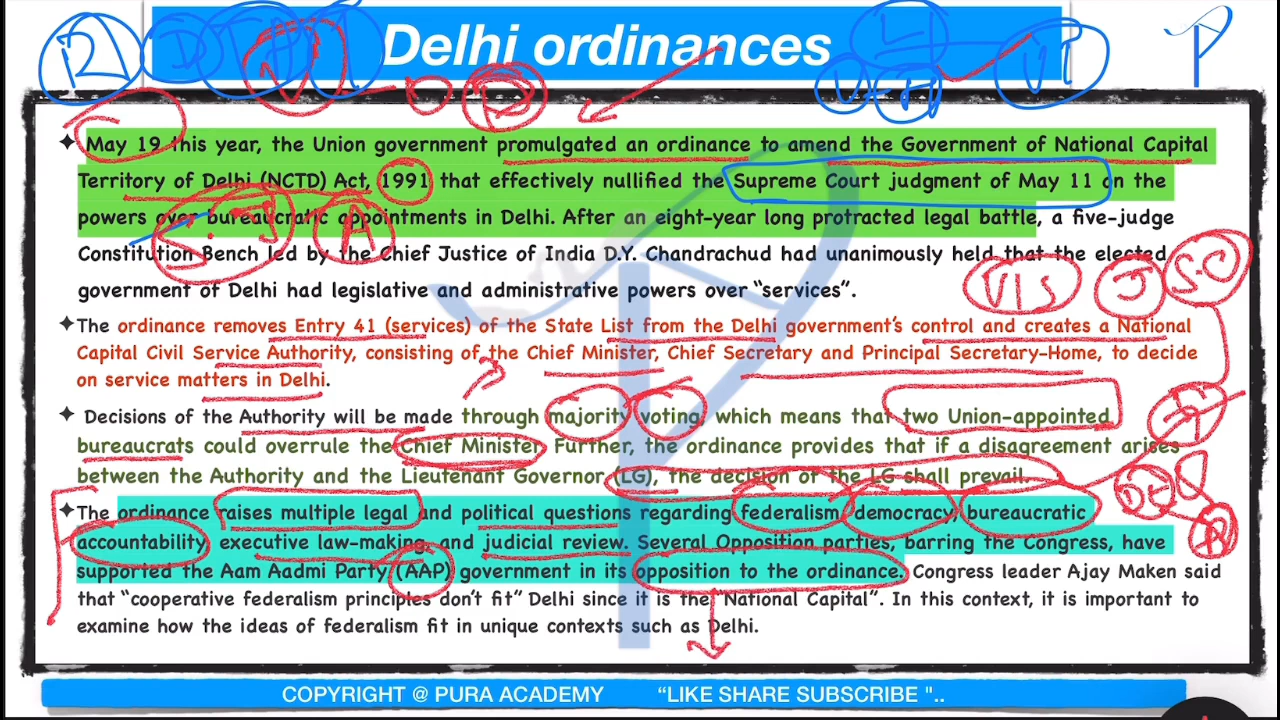 Delhi ordinances
May 19 this year, the Union government promulgated an ordinance to amend the Government of National Capital
Territory of Delhi (NCTD) Act, 1991 that effectively nullified the Supreme Court judgment of May 11 on the
powers over bureaucratic appointments in Delhi. After an eight-year long protracted legal battle, a five-judge
Constitution Bench led by the Chief Justice of India D.Y. Chandrachud had unanimously held that the elected
government of Delhi had legislative and administrative powers over “services”.
The ordinance removes Entry 41 (services) of the State List from the Delhi government’s control and creates a National
Capital Civil Service Authority, consisting of the Chief Minister, Chief Secretary and Principal Secretary-Home, to decide
on service matters in Delhi.
Decisions of the Authority will be made through majority voting, which means that two Union-appointed
bureaucrats could overrule the Chief Minister Further, the ordinance provides that if a disagreement arises
between the Authority and the Lieutenant Governor (LG), the decision of the LG shall prevail.
The ordinance raises multiple legal and political questions regarding federalism, democracy, bureaucratic
accountability, executive law-making, and judicial review. Several Opposition parties, barring the Congress, have
supported the Aam Aadmi Party (AAP) government in its opposition to the ordinance. Congress leader Ajay Maken said
that “cooperative federalism principles don’t fit” Delhi since it is the “National Capital”. In this context, it is important to
examine how the ideas of federalism fit in unique contexts such as Delhi.
COPYRIGHT @ PURA ACADEMY “LIKE SHARE SUBSCRIBE "..